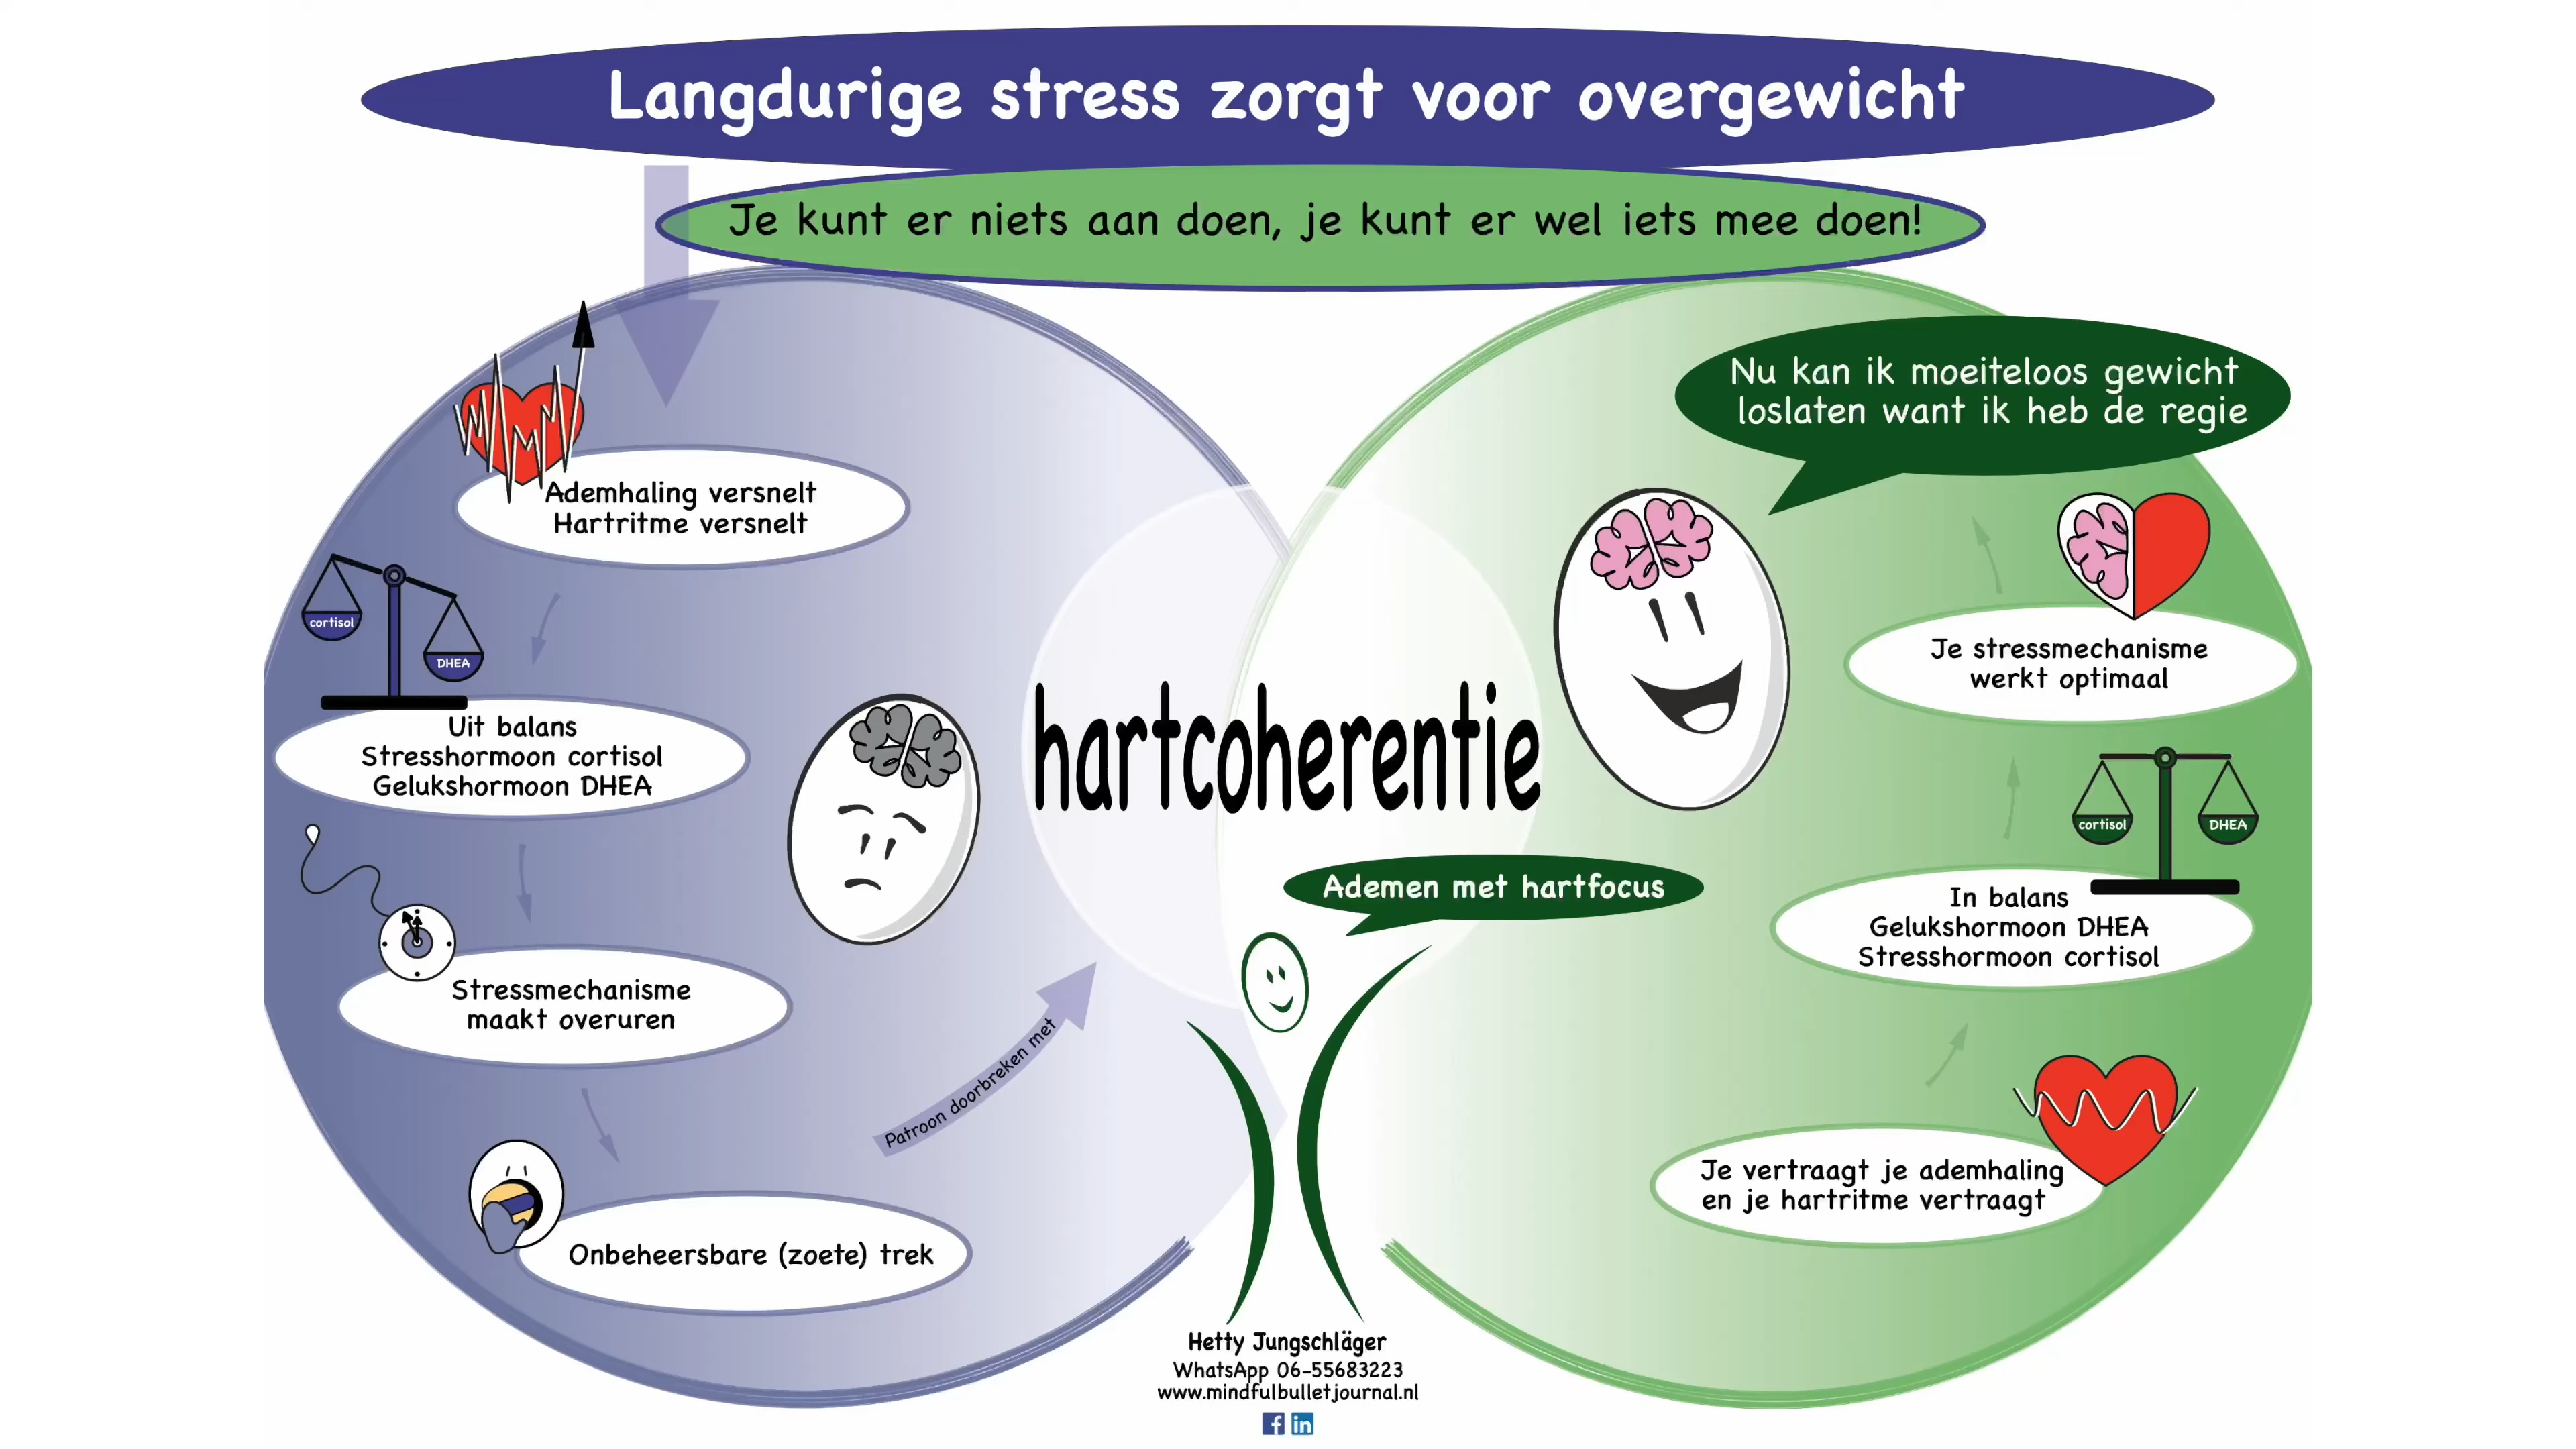 Langdurige stress zorgt voor overgewicht
Je kunt er niets aan doen, je kunt er wel iets mee doen!
Ademhaling versnelt
Hartritme versnelt
cortisol
DHEA
Uit balans
Stresshormoon cortisol
Gelukshormoon DHEA
Stressmechanisme
maakt overuren
Onbeheersbare (zoete) trek
Patroon doorbreken met
hartcoherentie
Ademen met hartfocus
Je vertraagt je ademhaling
en je hartritme vertraagt
cortisol
DHEA
In balans
Gelukshormoon DHEA
Stresshormoon cortisol
Je stressmechanisme
werkt optimaal
Nu kan ik moeiteloos gewicht
loslaten want ik heb de regie
Hetty Jungschläger
WhatsApp 06-55683223
www.mindfulbulletjournal.nl
f in